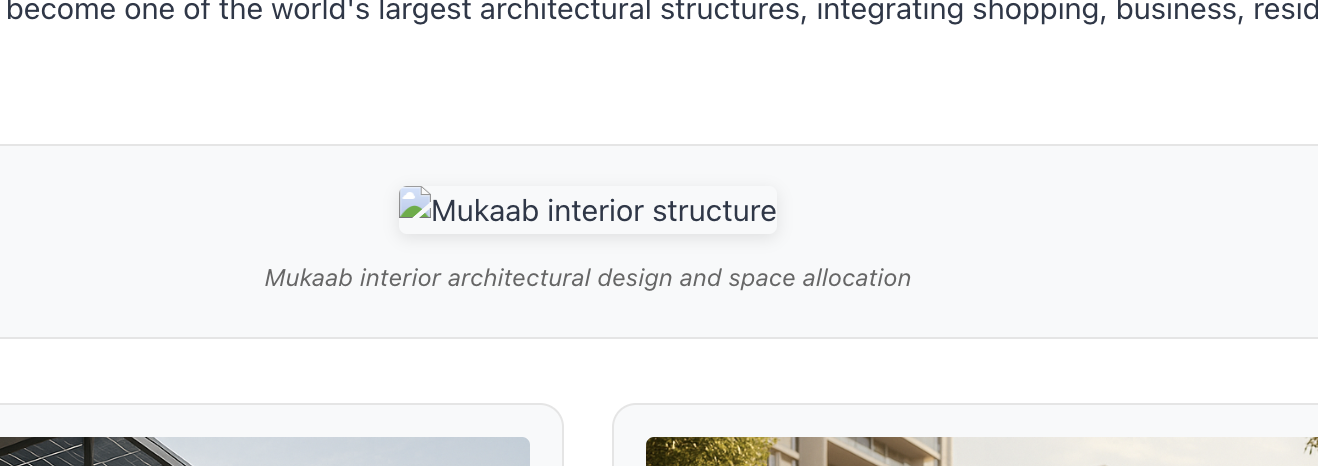 become one of the world's largest architectural structures, integrating shopping, business,
Mukaab interior structure
Mukaab interior architectural design and space allocation